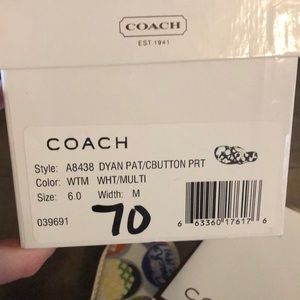 COACH
EST. 1941
COACH
Style: A8438 DYAN PAT/CBUTTON PRT
Color: WTM WHT/MULTI
Size: 6.0 Width: M
039691
70
6 63360 17617 6